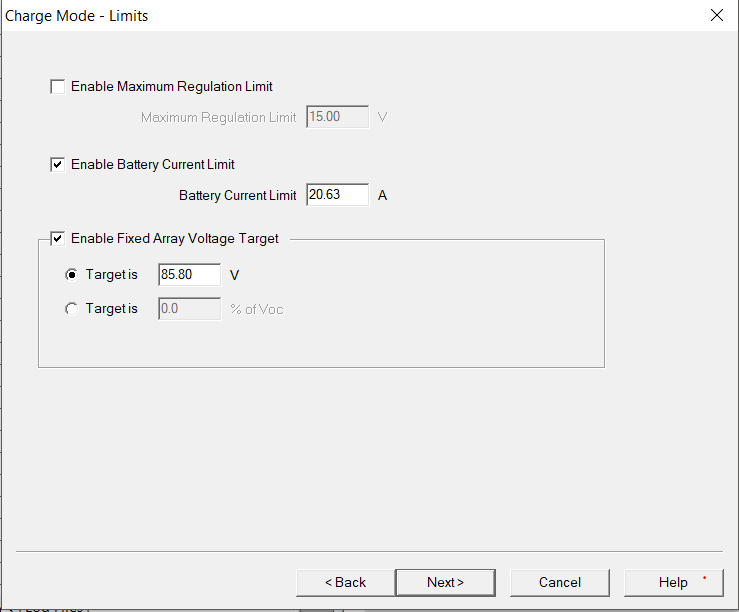 Charge Mode - Limits
Enable Maximum Regulation Limit
Maximum Regulation Limit 15.00 V
Enable Battery Current Limit
Battery Current Limit 20.63 A
Enable Fixed Array Voltage Target
Target is 85.80 V
Target is 0.0 % of Voc
< Back Next > Cancel Help *